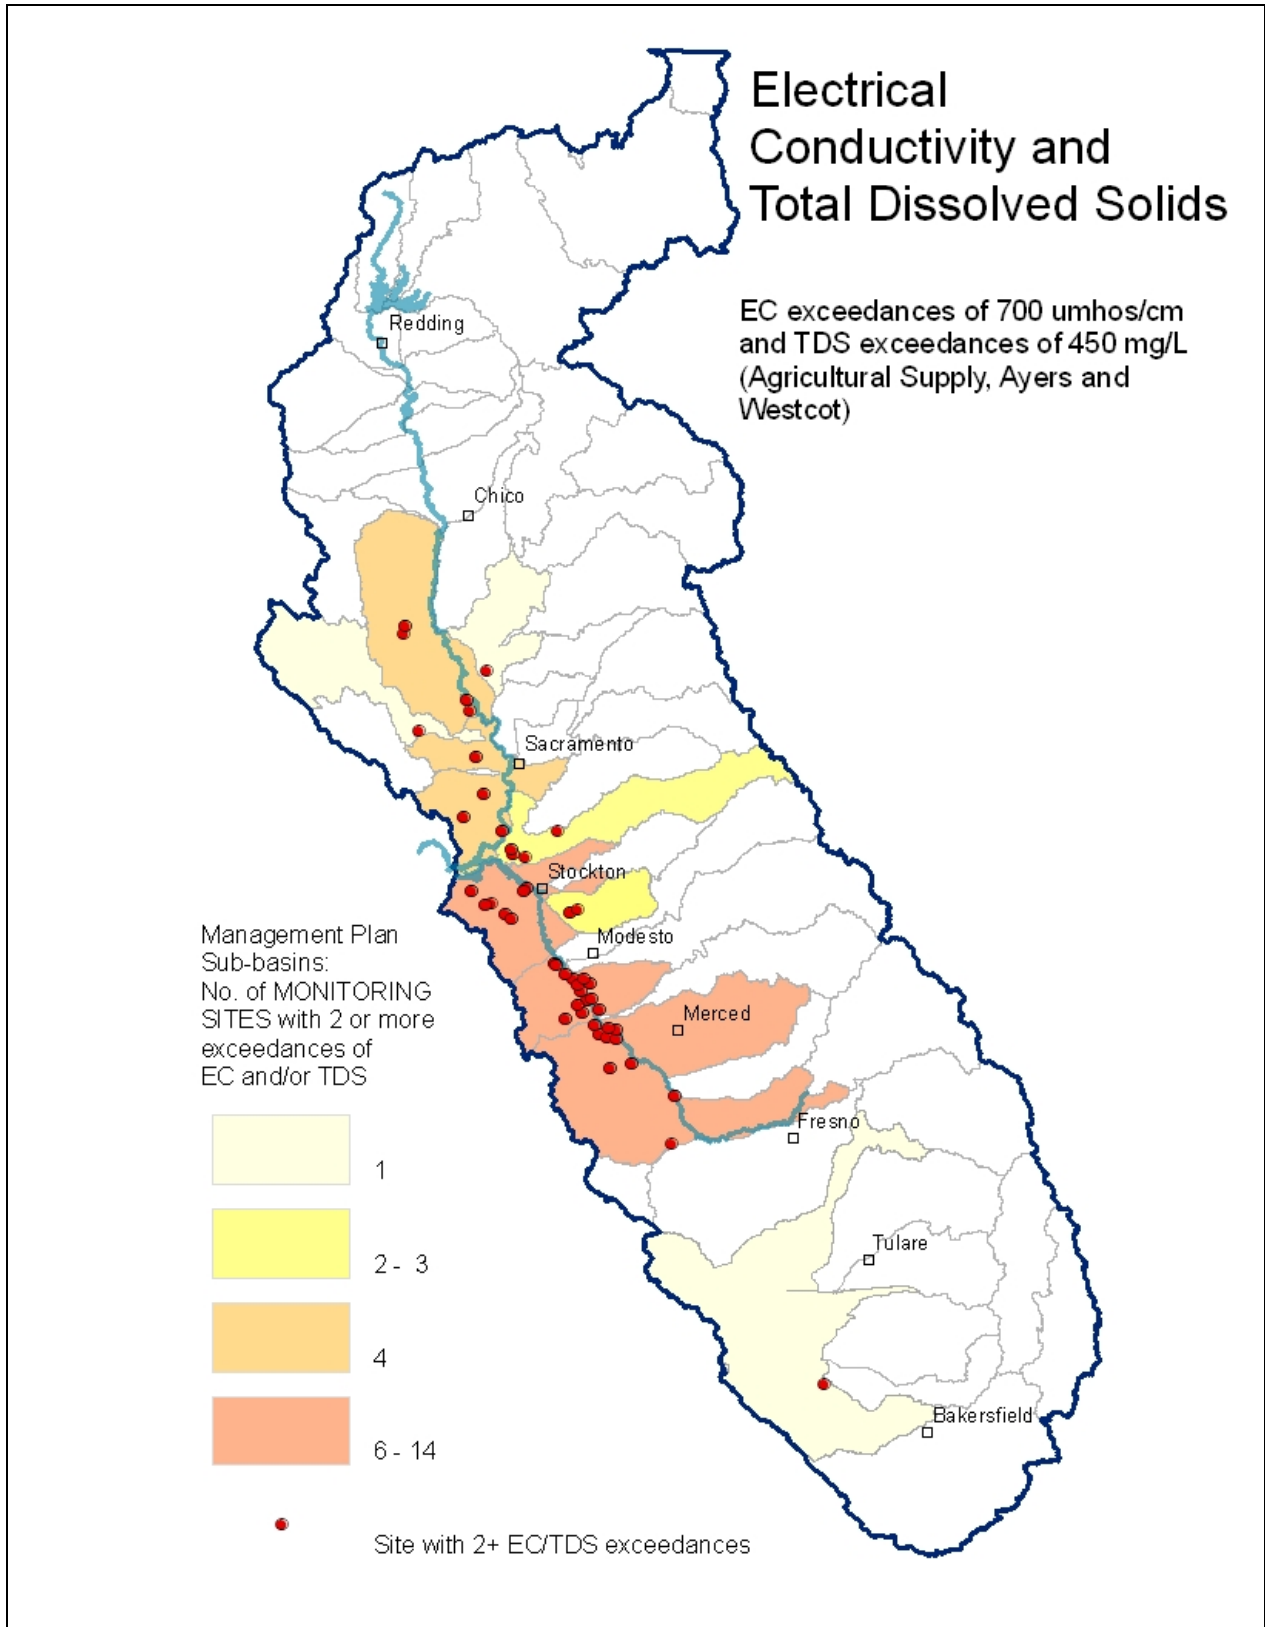 Electrical
Conductivity and
Total Dissolved Solids
EC exceedances of 700 umhos/cm
and TDS exceedances of 450 mg/L
(Agricultural Supply, Ayers and
Westcot)
Redding
Chico
Sacramento
Stockton
Modesto
Merced
Fresno
Tulare
Bakersfield
Management Plan
Sub-basins:
No. of MONITORING
SITES with 2 or more
exceedances of
EC and/or TDS
1
2 - 3
4
6 - 14
Site with 2+ EC/TDS exceedances